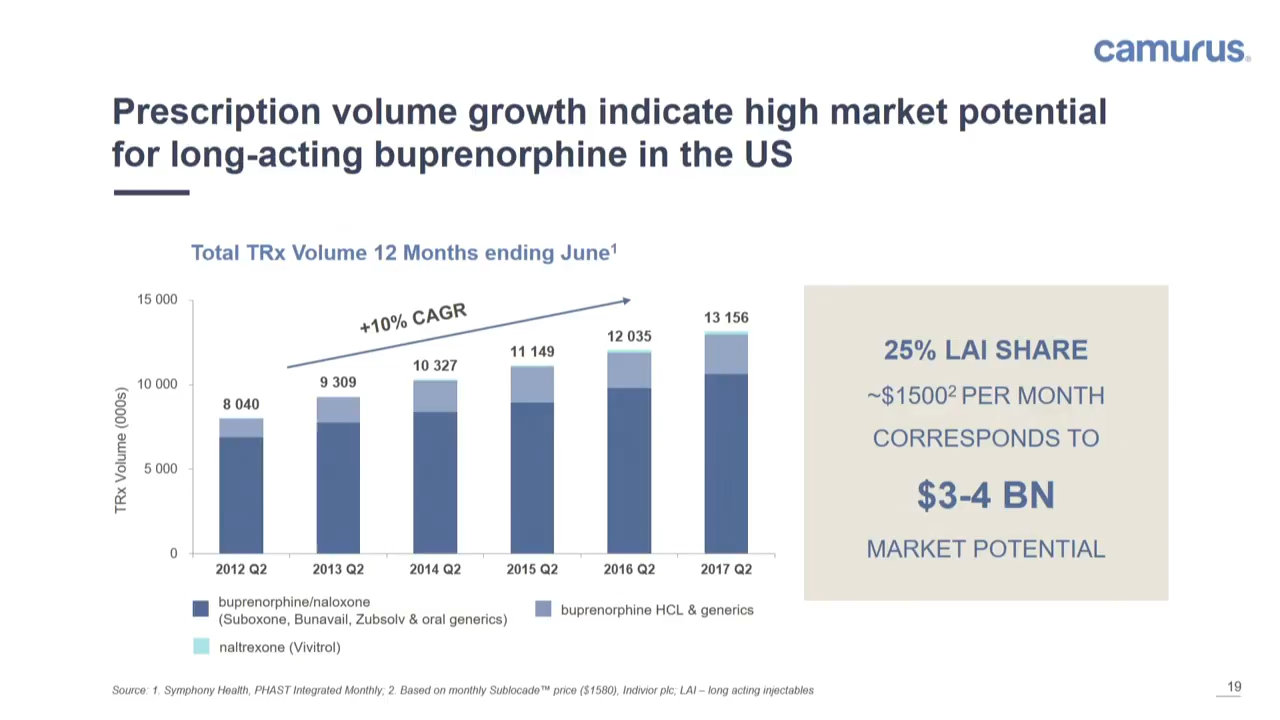 camurus®
Prescription volume growth indicate high market potential
for long-acting buprenorphine in the US
Total TRx Volume 12 Months ending June¹
TRx Volume (000s)
15 000
10 000
5 000
0
+10% CAGR
8 040
9 309
10 327
11 149
12 035
13 156
2012 Q2
2013 Q2
2014 Q2
2015 Q2
2016 Q2
2017 Q2
buprenorphine/naloxone
(Suboxone, Bunavail, Zubsolv & oral generics)
buprenorphine HCL & generics
naltrexone (Vivitrol)
25% LAI SHARE
~$1500² PER MONTH
CORRESPONDS TO
$3-4 BN
MARKET POTENTIAL
Source: 1. Symphony Health, PHAST Integrated Monthly; 2. Based on monthly Sublocade™ price ($1580), Indivior plc; LAI – long acting injectables
19